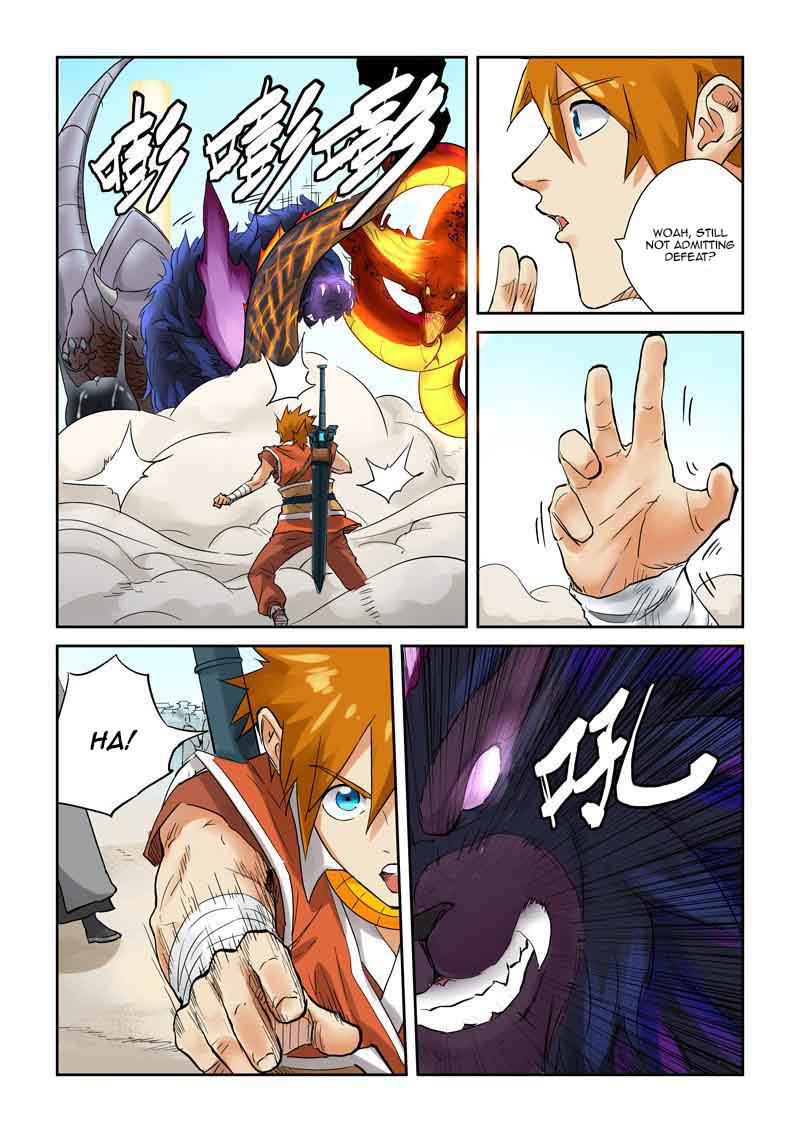 嘭嘭嘭
WOAH, STILL
NOT ADMITTING
DEFEAT?
HA!
吼